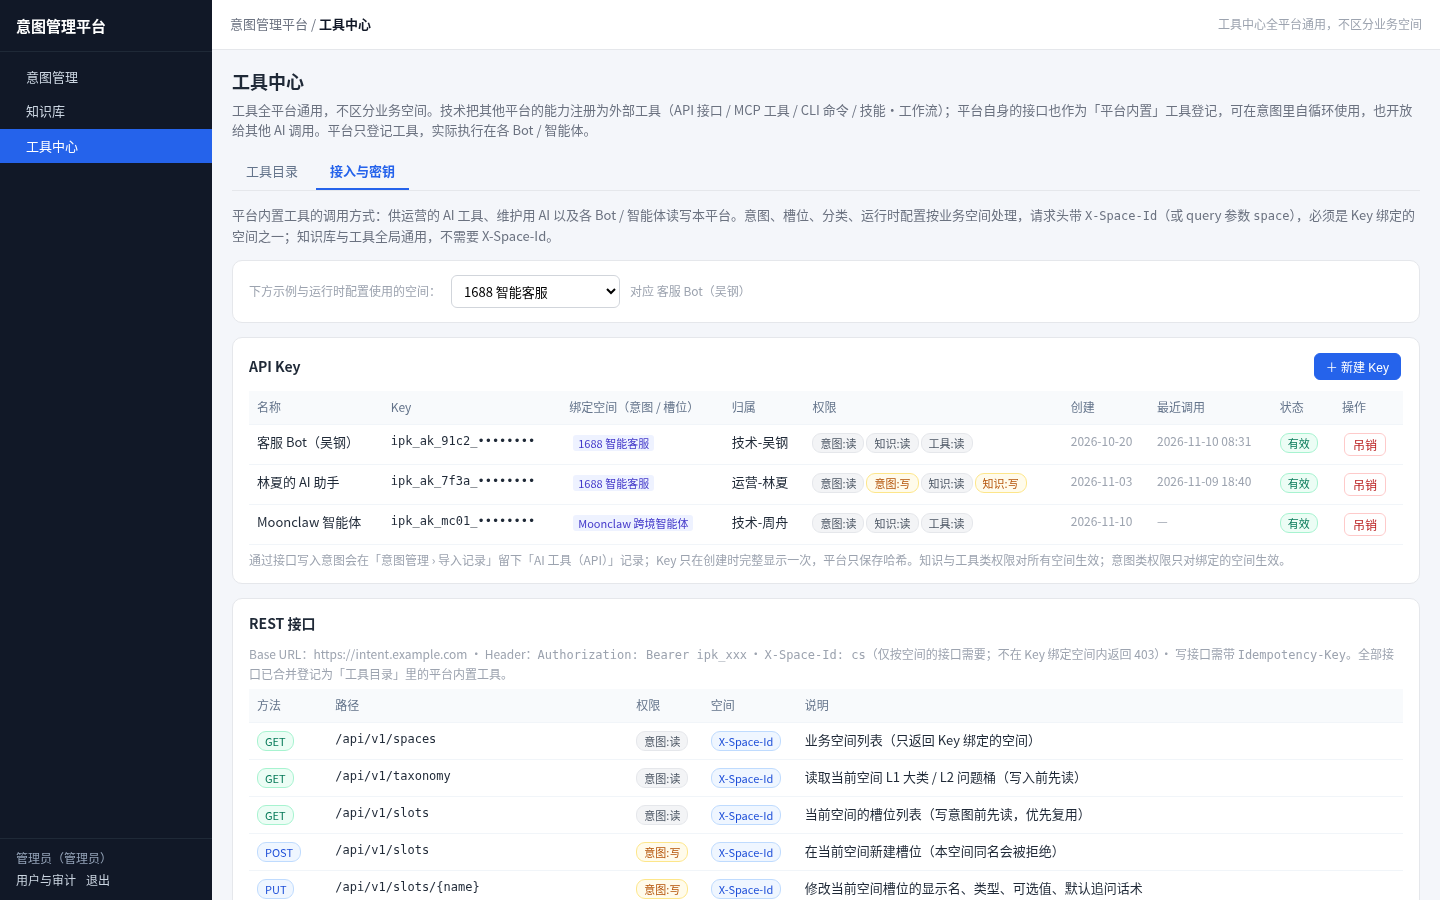 意图管理平台
意图管理
知识库
工具中心
管理员（管理员）
用户与审计 退出
意图管理平台 / 工具中心
工具中心全平台通用，不区分业务空间
工具中心
工具全平台通用，不区分业务空间。技术把其他平台的能力注册为外部工具（API 接口 / MCP 工具 / CLI 命令 / 技能・工作流）；平台自身的接口也作为「平台内置」工具登记，可在意图里自循环使用，也开放
给其他 AI 调用。平台只登记工具，实际执行在各 Bot / 智能体。
工具目录 接入与密钥
平台内置工具的调用方式：供运营的 AI 工具、维护用 AI 以及各 Bot / 智能体读写本平台。意图、槽位、分类、运行时配置按业务空间处理，请求头带 X-Space-Id（或 query 参数 space），必须是 Key 绑定的
空间之一；知识库与工具全局通用，不需要 X-Space-Id。
下方示例与运行时配置使用的空间： 1688 智能客服 对应 客服 Bot（吴钢）
API Key ＋ 新建 Key
名称 Key 绑定空间（意图 / 槽位） 归属 权限 创建 最近调用 状态 操作
客服 Bot（吴钢） ipk_ak_91c2_•••••••• 1688 智能客服 技术-吴钢 意图:读 知识:读 工具:读 2026-10-20 2026-11-10 08:31 有效 吊销
林夏的 AI 助手 ipk_ak_7f3a_•••••••• 1688 智能客服 运营-林夏 意图:读 意图:写 知识:读 知识:写 2026-11-03 2026-11-09 18:40 有效 吊销
Moonclaw 智能体 ipk_ak_mc01_•••••••• Moonclaw 跨境智能体 技术-周舟 意图:读 知识:读 工具:读 2026-11-10 — 有效 吊销
通过接口写入意图会在「意图管理 › 导入记录」留下「AI 工具（API）」记录；Key 只在创建时完整显示一次，平台只保存哈希。知识与工具类权限对所有空间生效；意图类权限只对绑定的空间生效。
REST 接口
Base URL：https://intent.example.com ・ Header：Authorization: Bearer ipk_xxx ・ X-Space-Id: cs（仅按空间的接口需要；不在 Key 绑定空间内返回 403）・ 写接口需带 Idempotency-Key。全部接
口已合并登记为「工具目录」里的平台内置工具。
方法 路径 权限 空间 说明
GET /api/v1/spaces 意图:读 X-Space-Id 业务空间列表（只返回 Key 绑定的空间）
GET /api/v1/taxonomy 意图:读 X-Space-Id 读取当前空间 L1 大类 / L2 问题桶（写入前先读）
GET /api/v1/slots 意图:读 X-Space-Id 当前空间的槽位列表（写意图前先读，优先复用）
POST /api/v1/slots 意图:写 X-Space-Id 在当前空间新建槽位（本空间同名会被拒绝）
PUT /api/v1/slots/{name} 意图:写 X-Space-Id 修改当前空间槽位的显示名、类型、可选值、默认追问话术